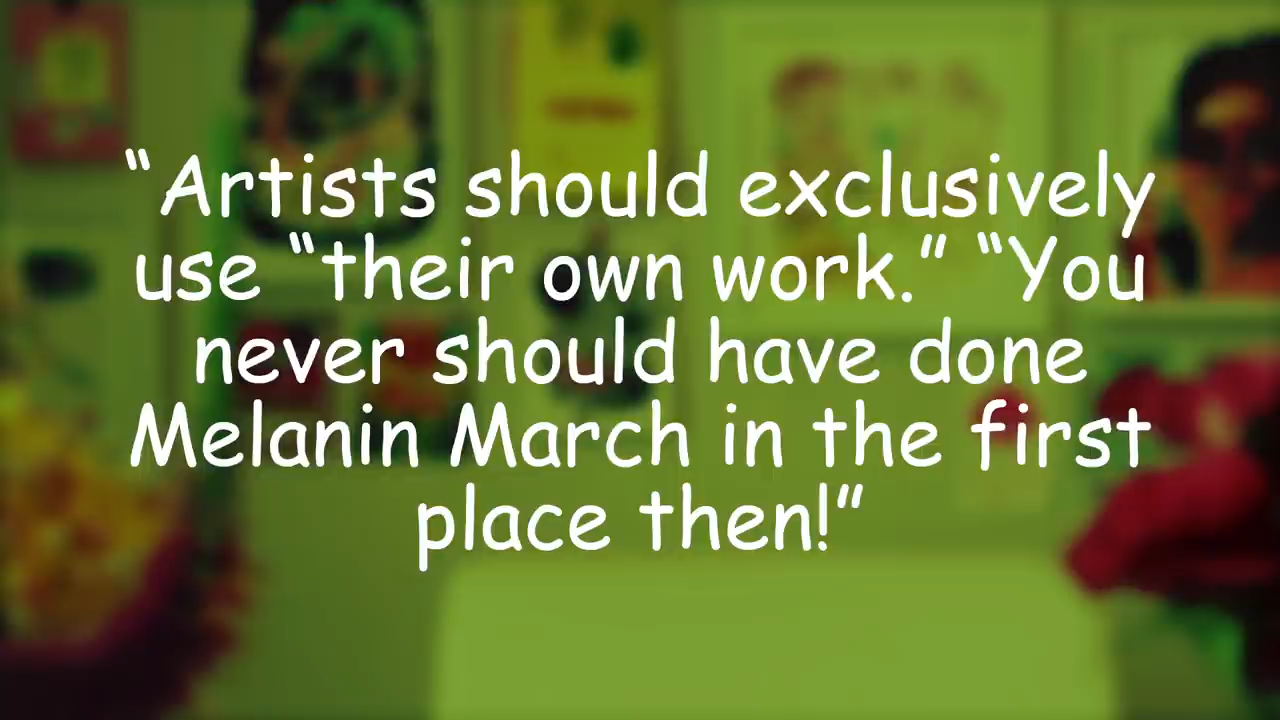 “Artists should exclusively
use “their own work.” “You
never should have done
Melanin March in the first
place then!”